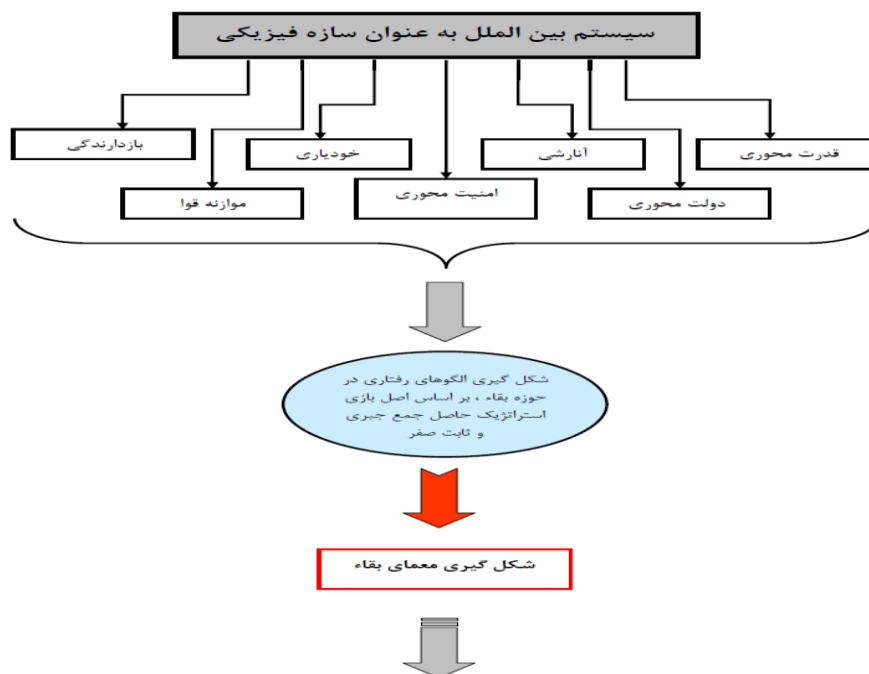 سیستم بین الملل به عنوان سازه فیزیکی
قدرت محوری
آنارشی
خودیاری
بازدارندگی
دولت محوری
امنیت محوری
موازنه قوا
شکل گیری الگوهای رفتاری در
حوزه بقاء ، بر اساس اصل بازی
استراتژیک حاصل جمع جبری
و ثابت صفر
شکل گیری معمای بقاء